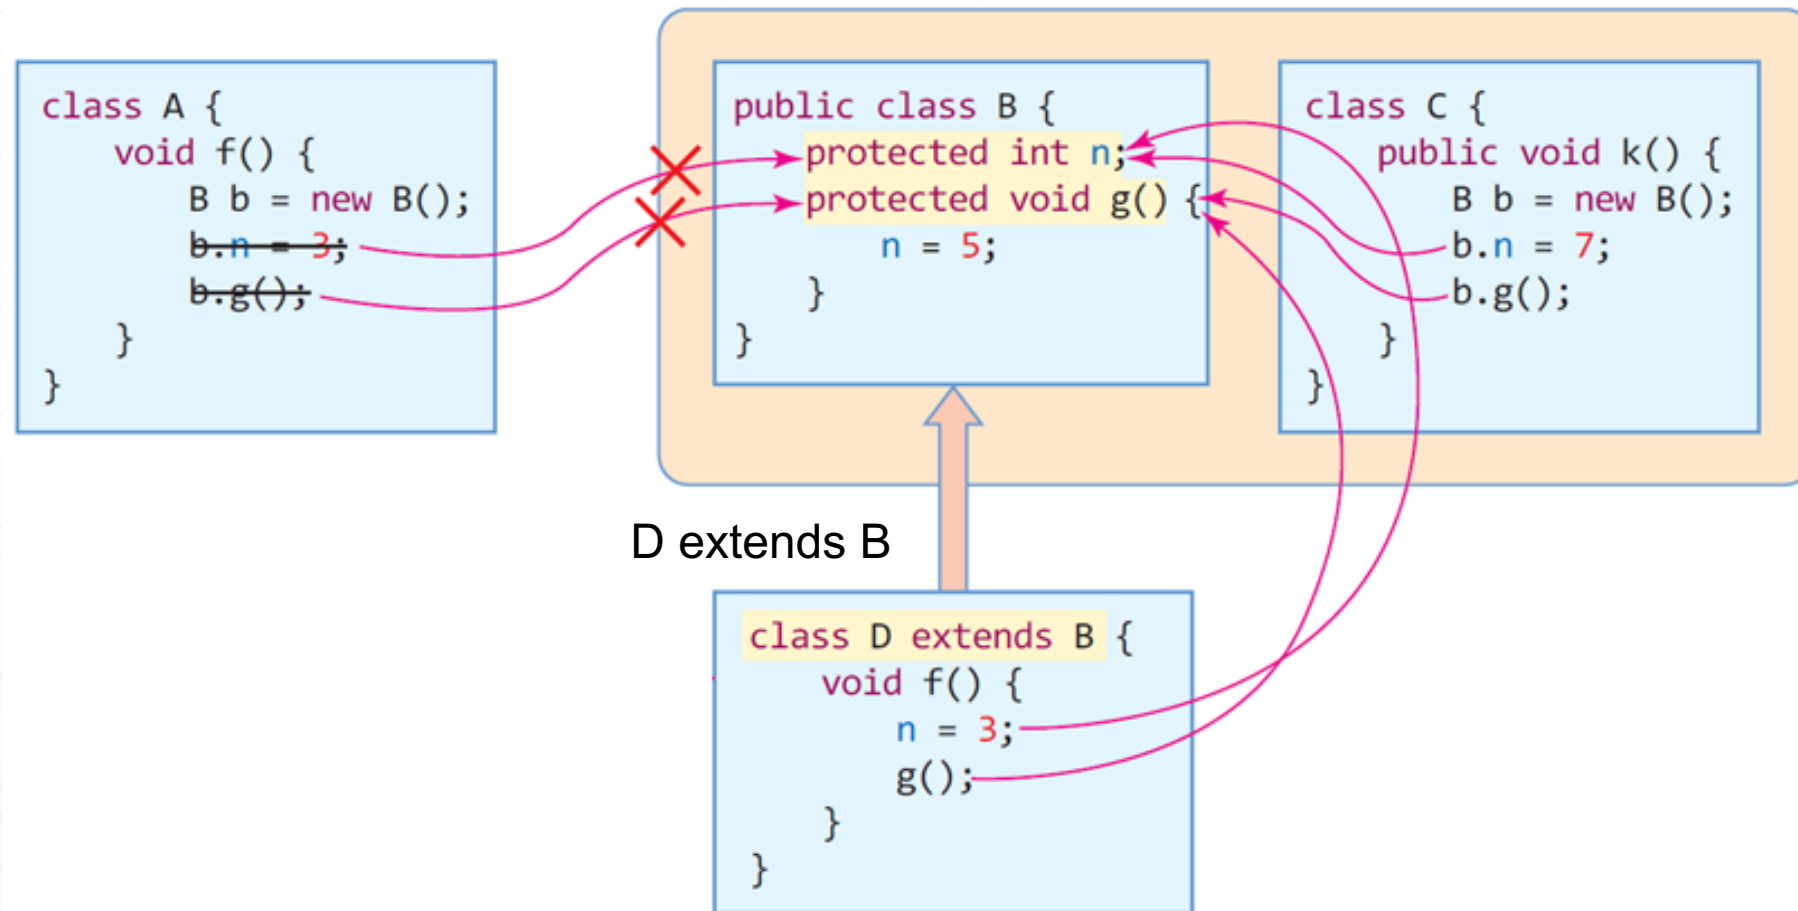 class A {
void f() {
B b = new B();
b.n = 3;
b.g();
}
}
public class B {
protected int n;
protected void g() {
n = 5;
}
}
class C {
public void k() {
B b = new B();
b.n = 7;
b.g();
}
}
D extends B
class D extends B {
void f() {
n = 3;
g();
}
}